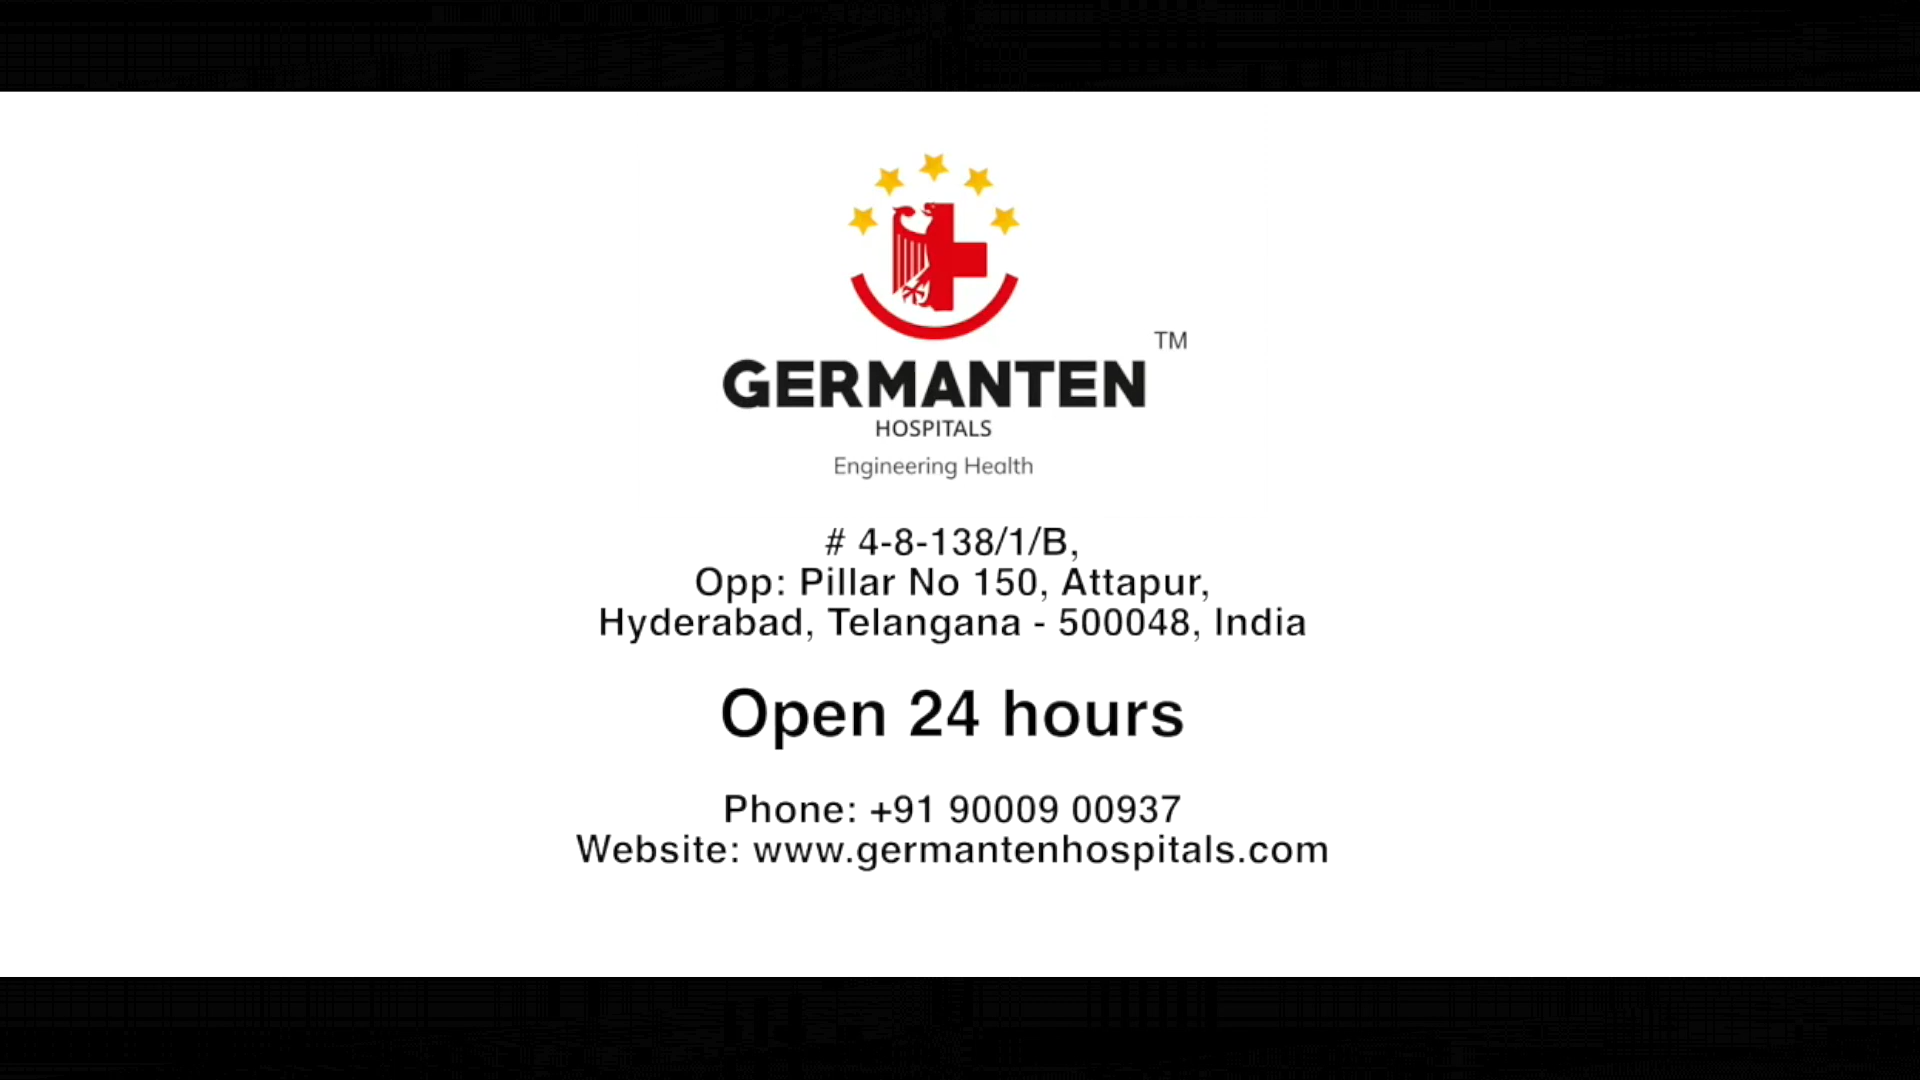 TM
GERMANTEN
HOSPITALS
Engineering Health
# 4-8-138/1/B,
Opp: Pillar No 150, Attapur,
Hyderabad, Telangana - 500048, India
Open 24 hours
Phone: +91 90009 00937
Website: www.germantenhospitals.com